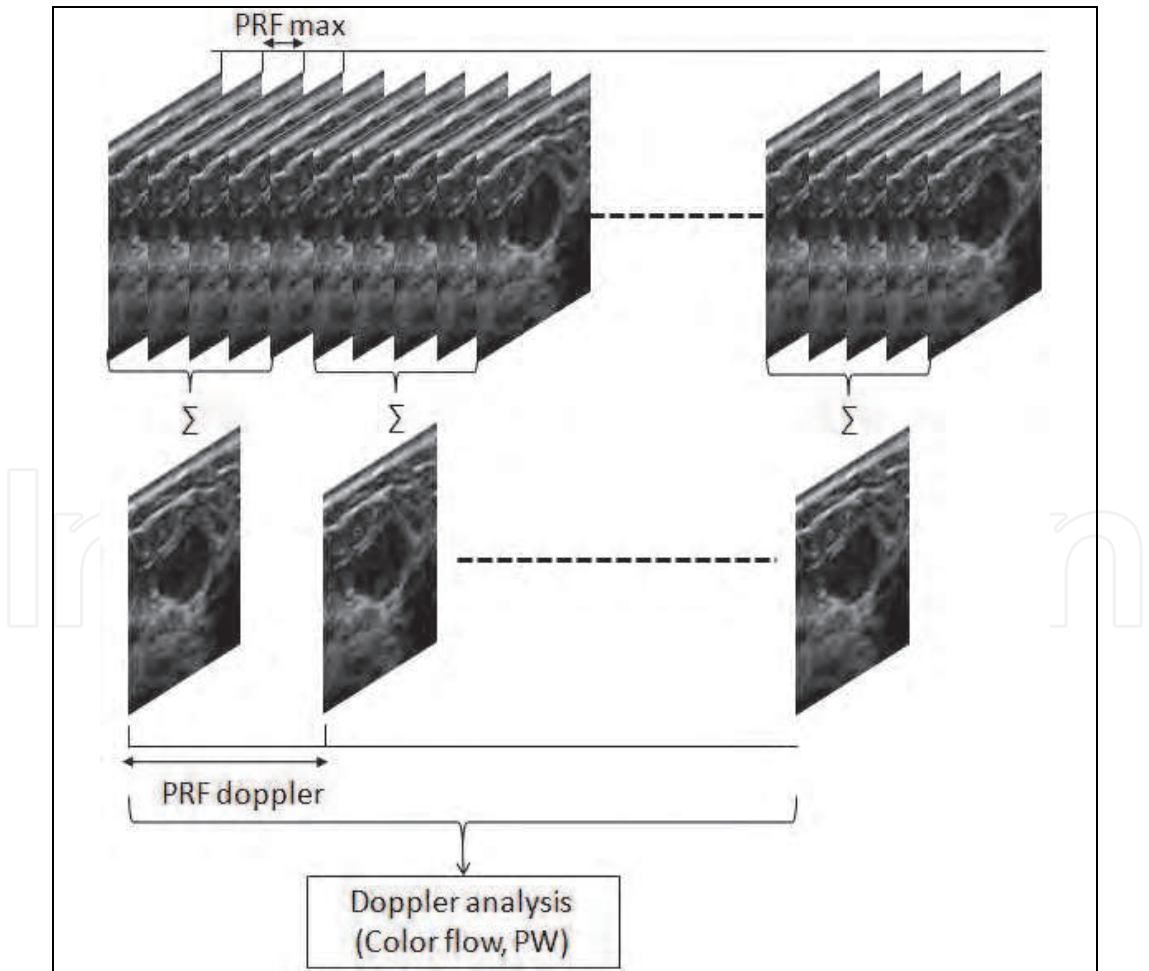 PRF max
∑ ∑ ∑
PRF doppler
Doppler analysis
(Color flow, PW)